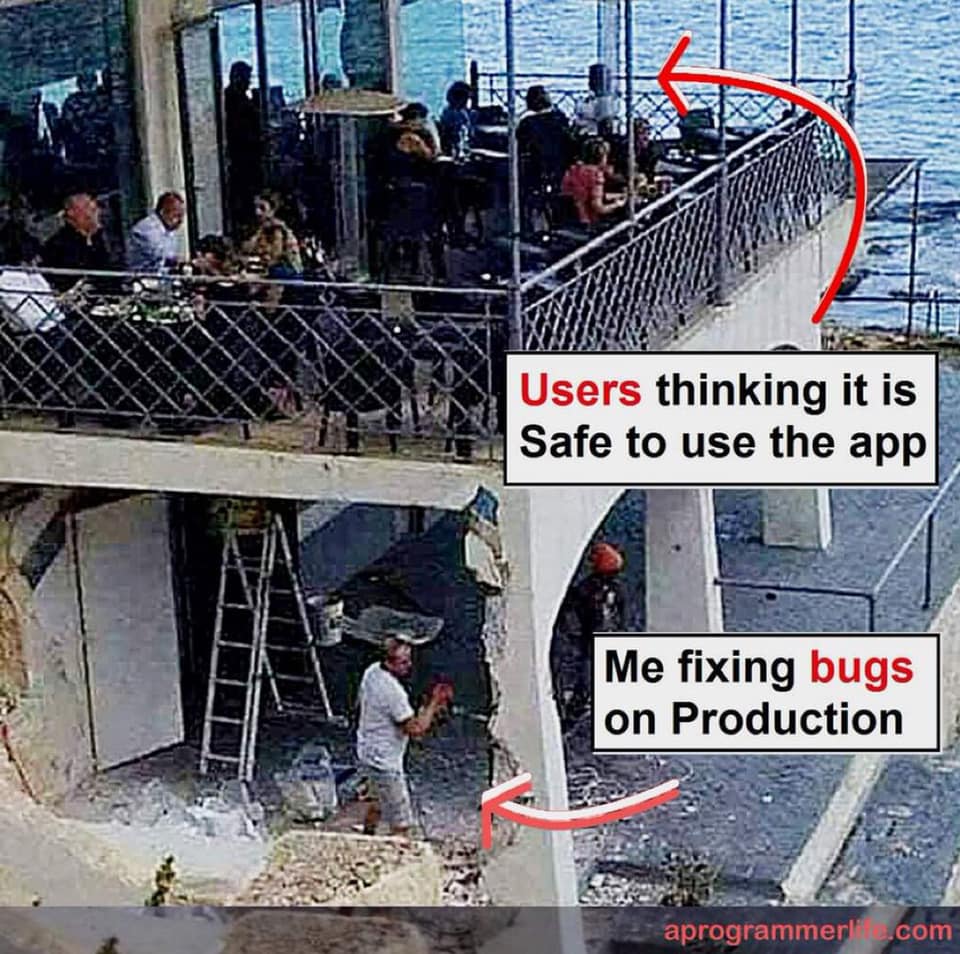 Users thinking it is
Safe to use the app
Me fixing bugs
on Production
aprogrammerlife.com